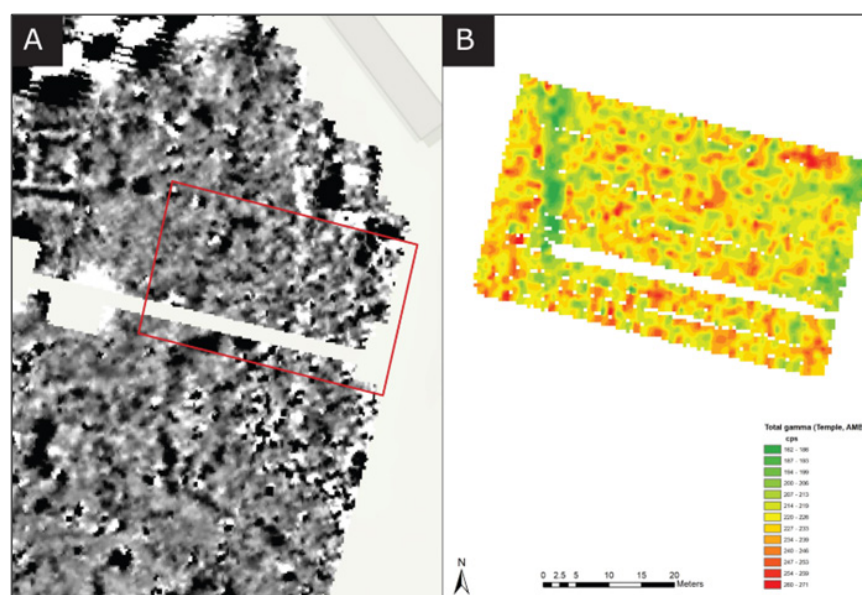 A
B
Total gamma (Temple, AMB
cps
162 - 186
187 - 193
194 - 199
200 - 206
207 - 213
214 - 219
220 - 226
227 - 233
234 - 239
240 - 246
247 - 253
254 - 259
260 - 271
N
0 2.5 5 10 15 20
Meters